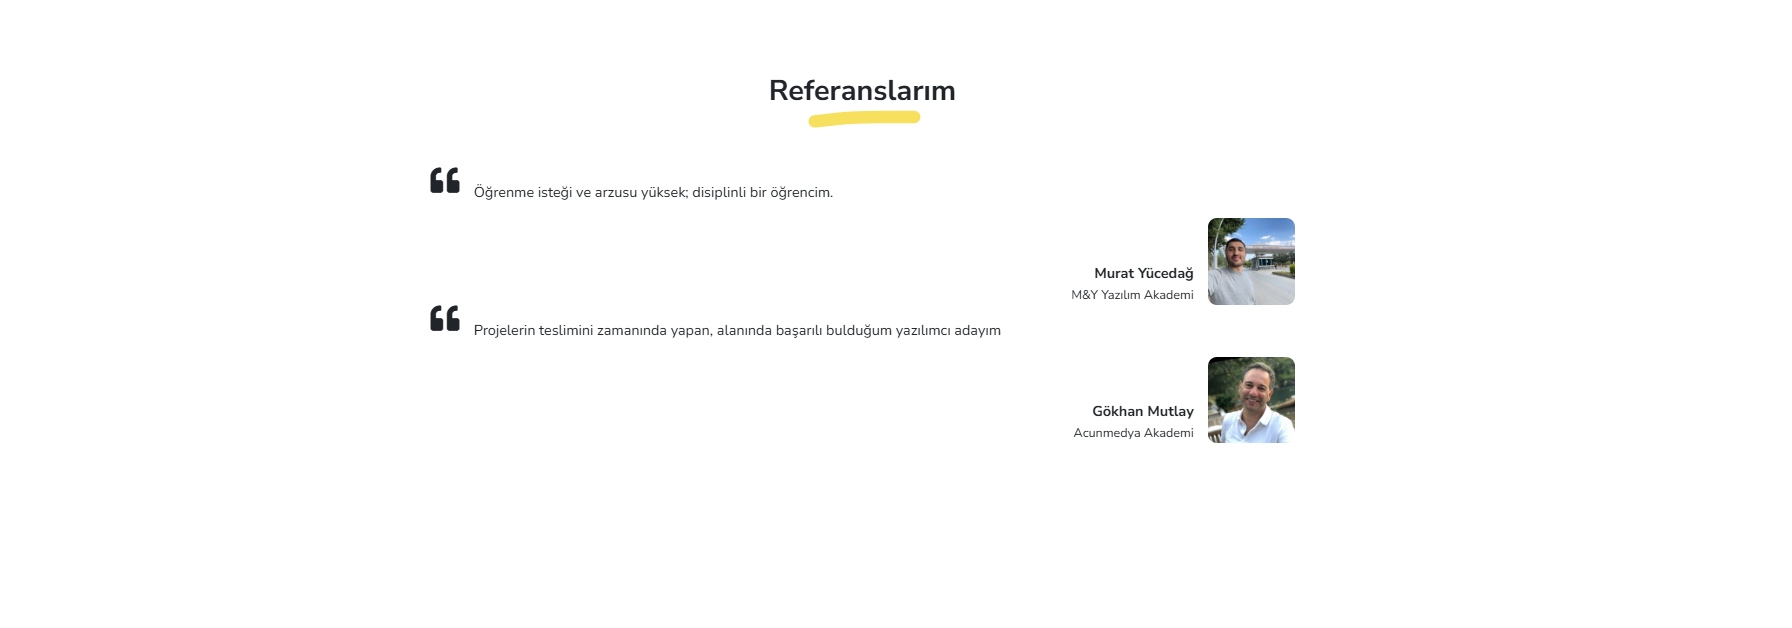 Referanslarım
Öğrenme isteği ve arzusu yüksek; disiplinli bir öğrencim.
Murat Yücedağ
M&Y Yazılım Akademi
Projelerin teslimini zamanında yapan, alanında başarılı bulduğum yazılımcı adayım
Gökhan Mutlay
Acunmedya Akademi